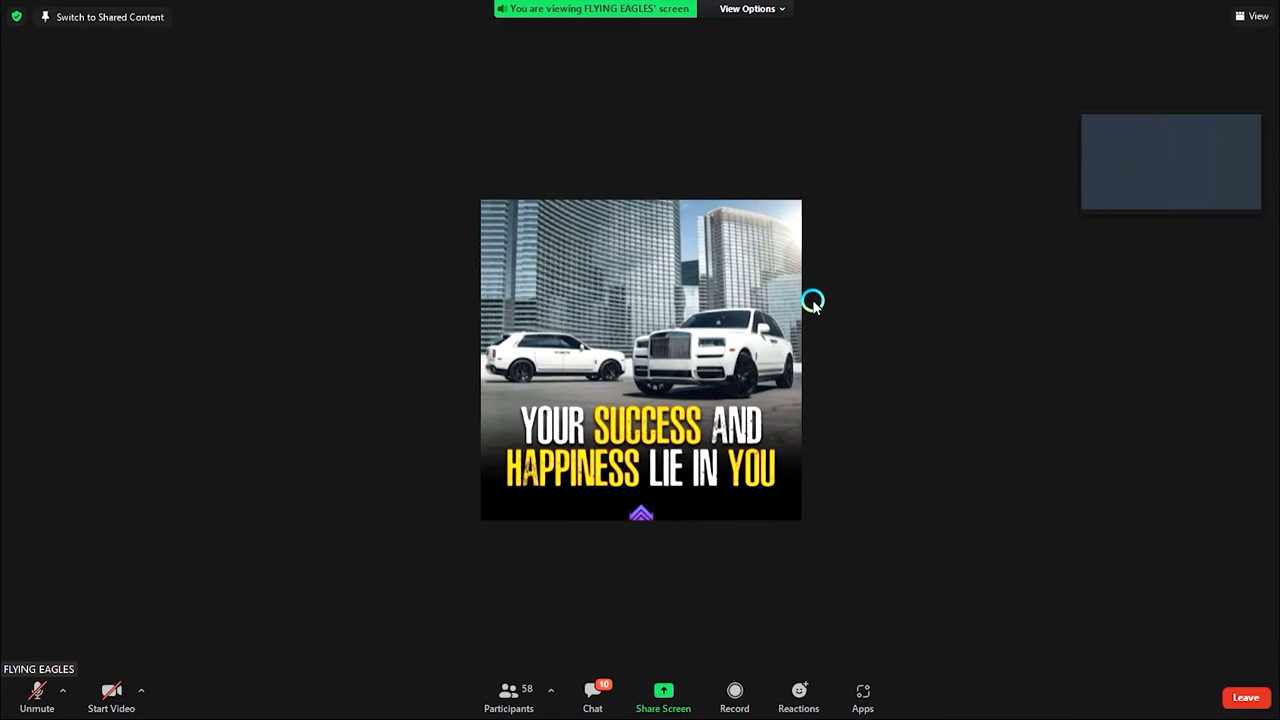 Switch to Shared Content
You are viewing FLYING EAGLES' screen
View Options
View
YOUR SUCCESS AND
HAPPINESS LIE IN YOU
FLYING EAGLES
Unmute
Start Video
58
Participants
10
Chat
Share Screen
Record
Reactions
Apps
Leave